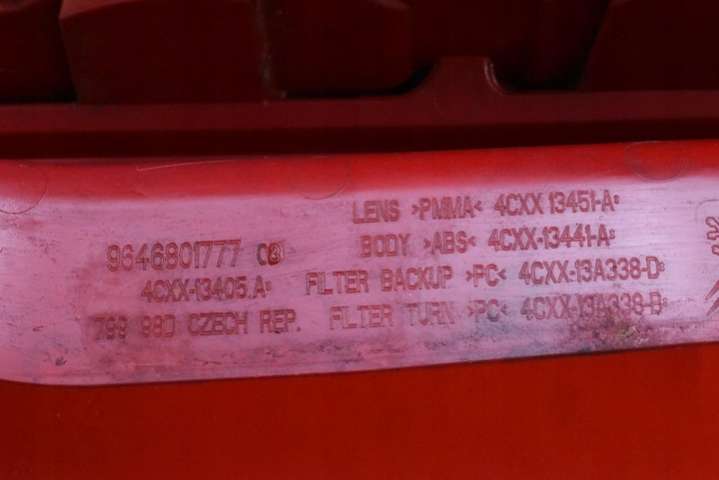 LENS >PMMA< 4CXX 13451-A
9646801777 BODY >ABS< 4CXX-13441-A
4CXX-13405.A FILTER BACKUP >PC< 4CXX-13A338-D
799 98D CZECH REP. FILTER TURN >PC< 4CXX-13A338-B